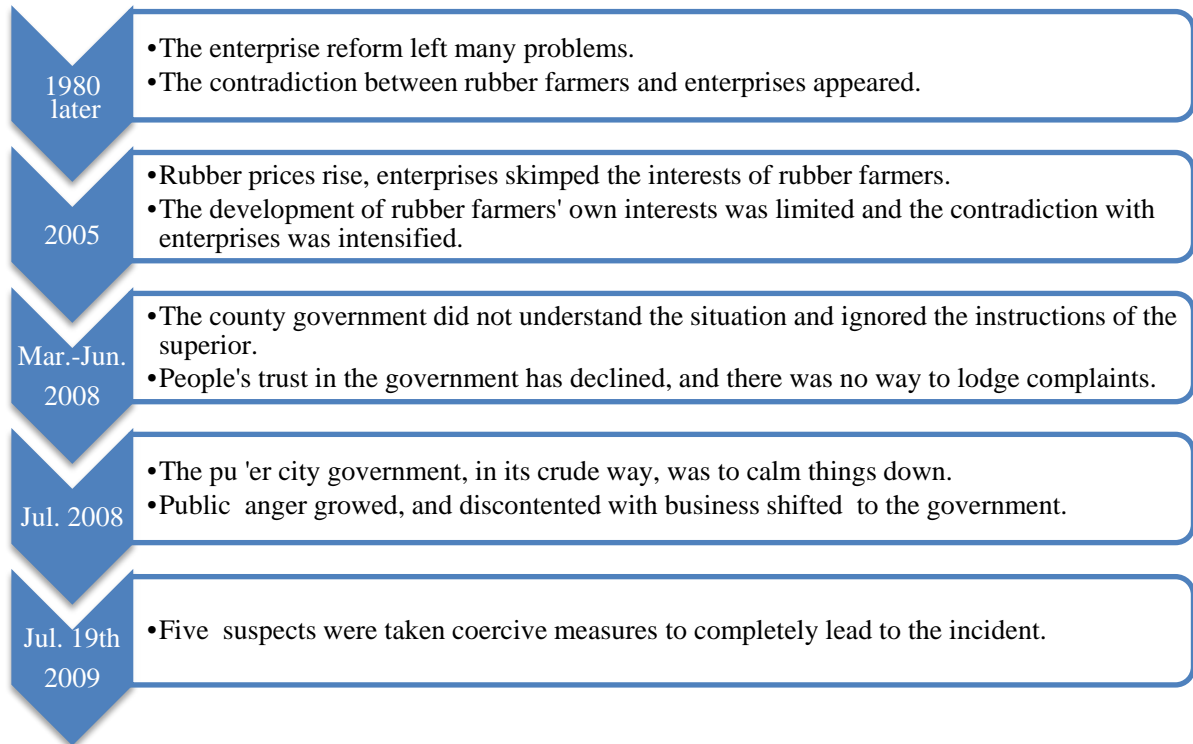 1980
later
•The enterprise reform left many problems.
•The contradiction between rubber farmers and enterprises appeared.
2005
•Rubber prices rise, enterprises skimped the interests of rubber farmers.
•The development of rubber farmers' own interests was limited and the contradiction with
enterprises was intensified.
Mar.-Jun.
2008
•The county government did not understand the situation and ignored the instructions of the
superior.
•People's trust in the government has declined, and there was no way to lodge complaints.
Jul. 2008
•The pu 'er city government, in its crude way, was to calm things down.
•Public anger growed, and discontented with business shifted to the government.
Jul. 19th
2009
•Five suspects were taken coercive measures to completely lead to the incident.